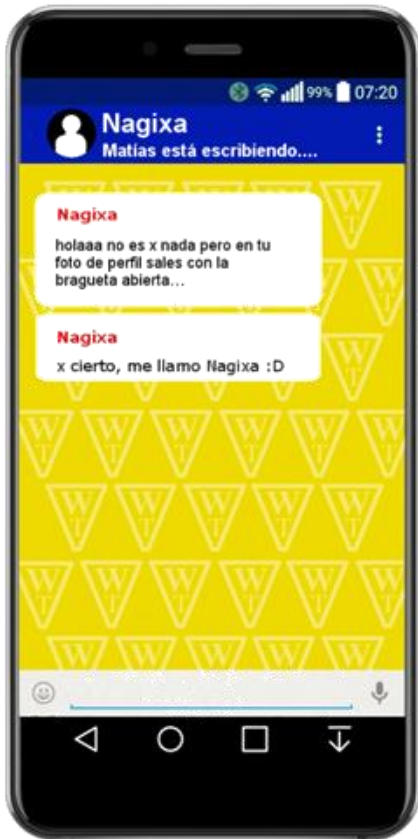 99% 07:20
Nagixa
Matías está escribiendo....
Nagixa
holaaa no es x nada pero en tu
foto de perfil sales con la
bragueta abierta...
Nagixa
x cierto, me llamo Nagixa :D
W W W W W
T T T T T